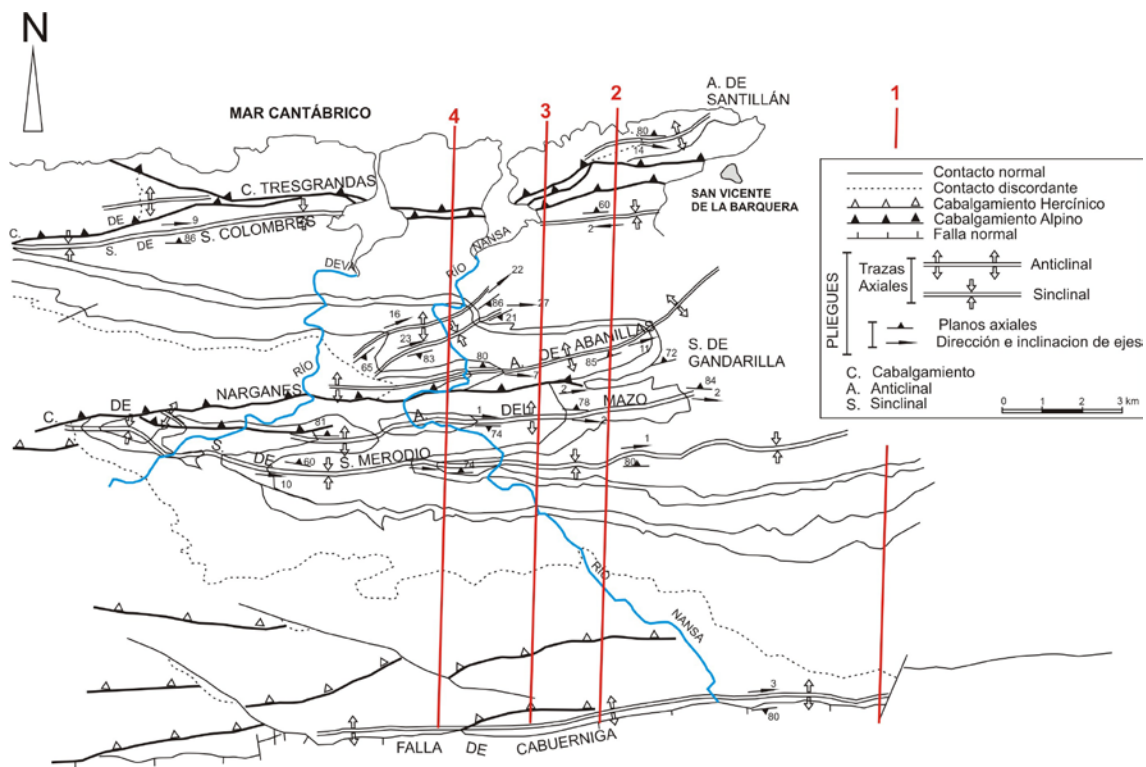 N
MAR CANTÁBRICO
A. DE
SANTILLÁN
4
3
2
1
80
14
SAN VICENTE
DE LA BARQUERA
C. TRESGRANDAS
DE
C.
9
S. COLOMBRES
S. DE
86
60
2
DEVA
RÍO
NANSA
22
27
16
86
21
23
83
65
80
A. DE ABANILLAS
7
85
11
72
S. DE
GANDARILLA
RÍO
NARGANES
C. DE
2
84
2
A. DEL MAZO
1
78
74
81
S. DE
S. MERODIO
60
10
74
1
80
RÍO
NANSA
3
80
FALLA DE CABUERNIGA
Contacto normal
Contacto discordante
Cabalgamiento Hercínico
Cabalgamiento Alpino
Falla normal
PLIEGUES
Trazas
Axiales
Anticlinal
Sinclinal
Planos axiales
Dirección e inclinacion de ejes
C. Cabalgamiento
A. Anticlinal
S. Sinclinal
0 1 2 3 km